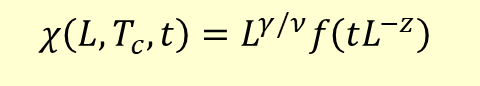 χ(L, T_c, t) = L^{γ/ν} f(tL^{-z})